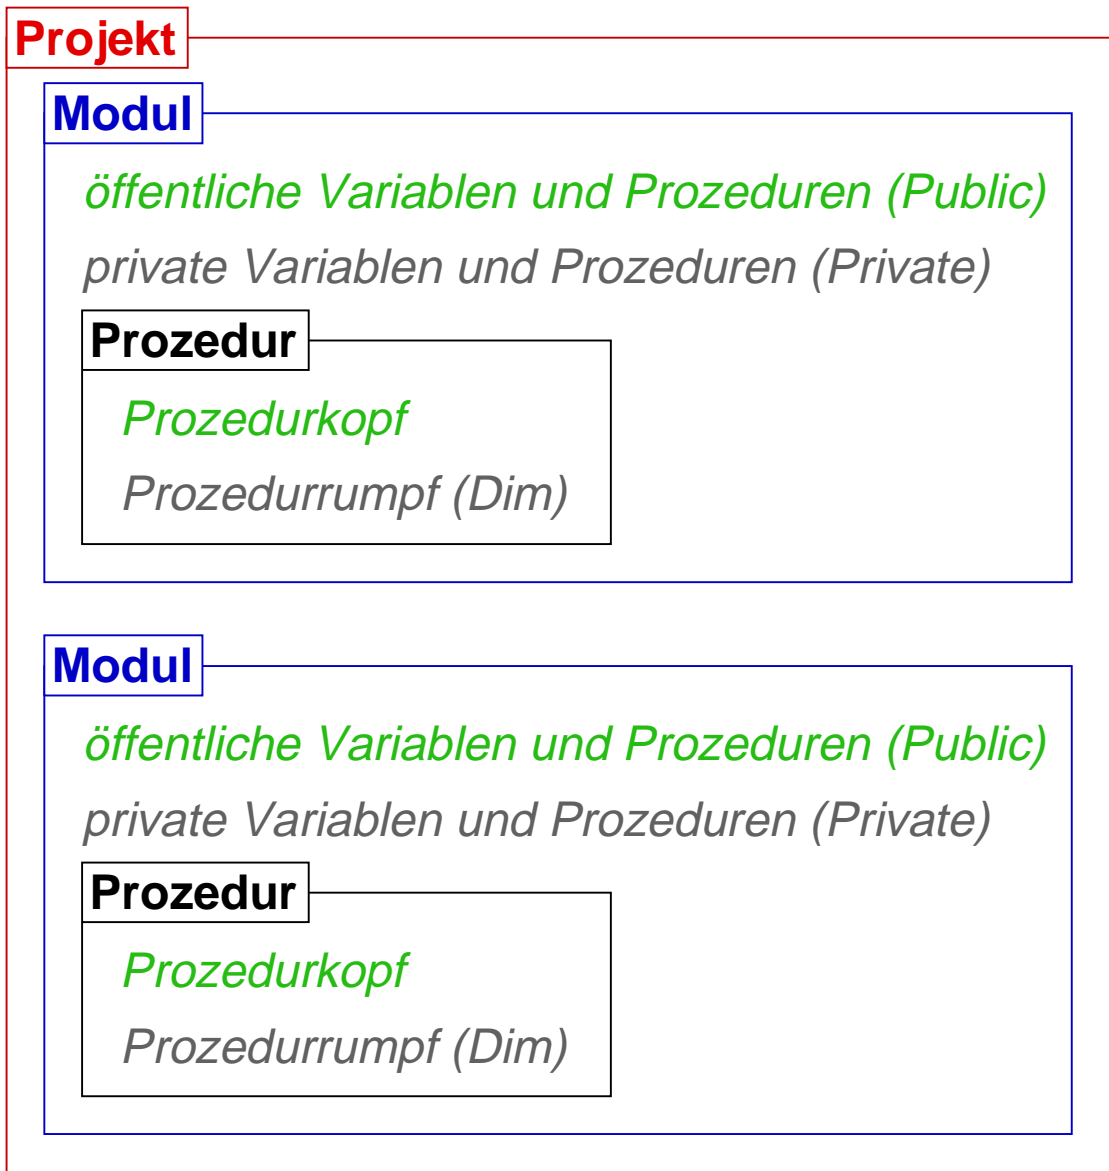 Projekt
Modul
öffentliche Variablen und Prozeduren (Public)
private Variablen und Prozeduren (Private)
Prozedur
Prozedurkopf
Prozedurrumpf (Dim)
Modul
öffentliche Variablen und Prozeduren (Public)
private Variablen und Prozeduren (Private)
Prozedur
Prozedurkopf
Prozedurrumpf (Dim)